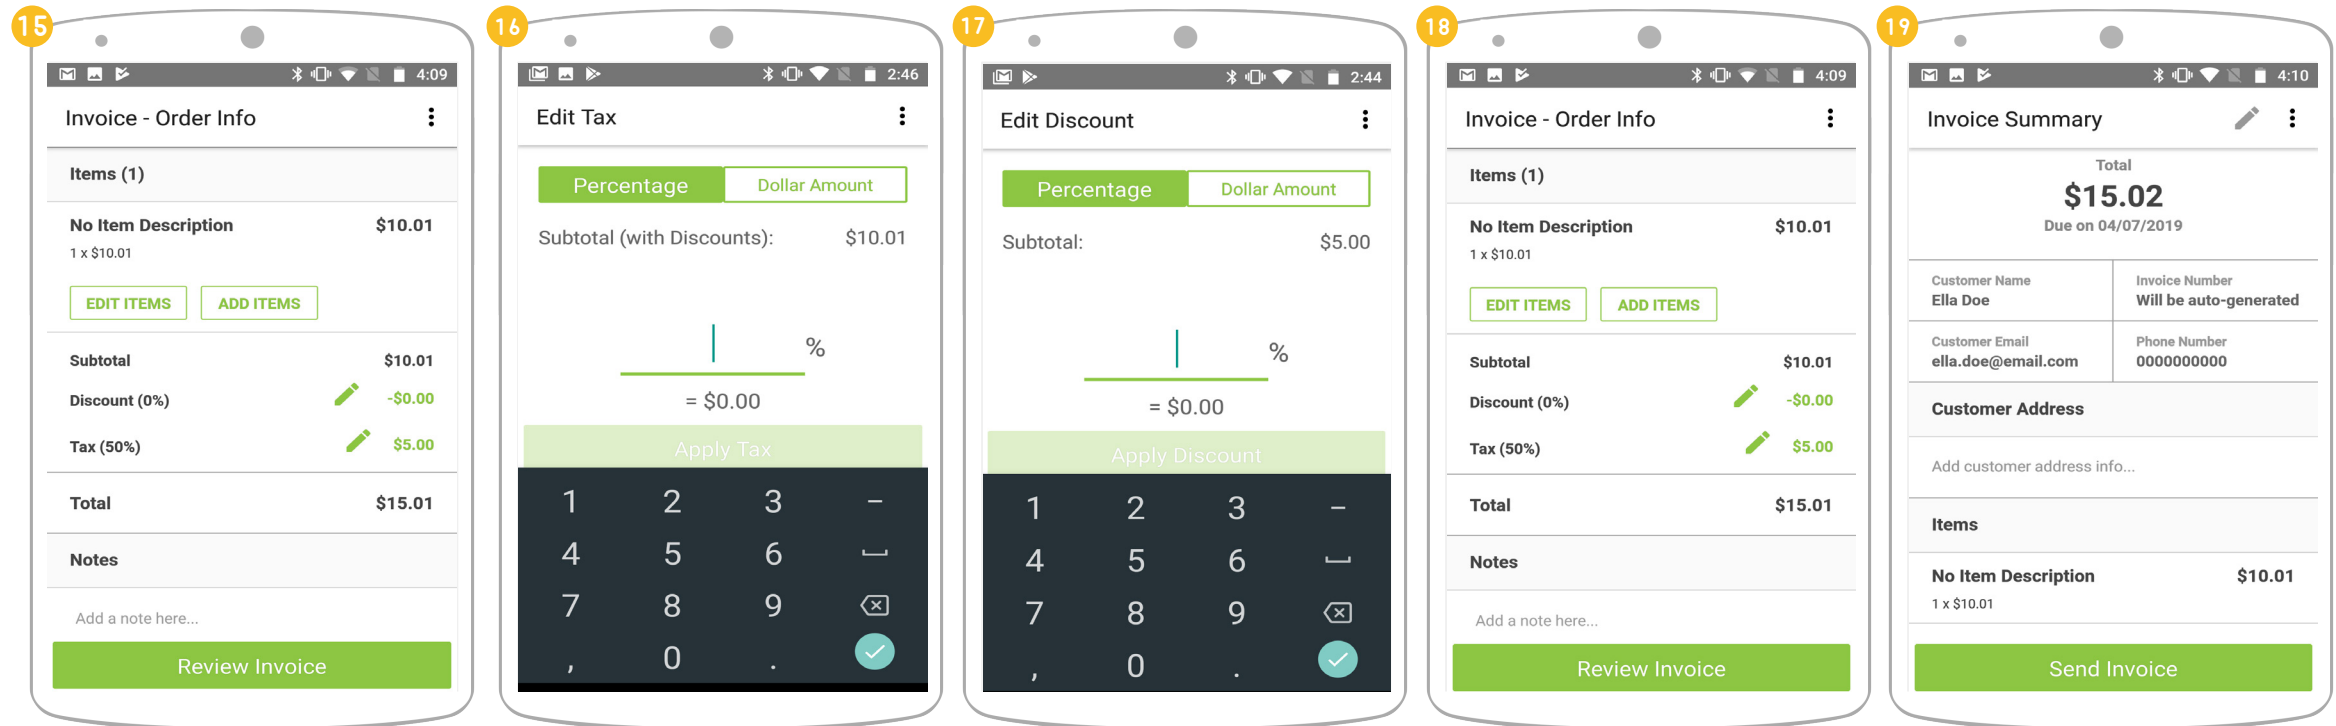 15
4:09
Invoice - Order Info
Items (1)
No Item Description $10.01
1 x $10.01
EDIT ITEMS ADD ITEMS
Subtotal $10.01
Discount (0%) -$0.00
Tax (50%) $5.00
Total $15.01
Notes
Add a note here...
Review Invoice
16
2:46
Edit Tax
Percentage Dollar Amount
Subtotal (with Discounts): $10.01
%
= $0.00
Apply Tax
1 2 3 –
4 5 6
7 8 9
, 0 .
17
2:44
Edit Discount
Percentage Dollar Amount
Subtotal: $5.00
%
= $0.00
Apply Discount
1 2 3 –
4 5 6
7 8 9
, 0 .
18
4:09
Invoice - Order Info
Items (1)
No Item Description $10.01
1 x $10.01
EDIT ITEMS ADD ITEMS
Subtotal $10.01
Discount (0%) -$0.00
Tax (50%) $5.00
Total $15.01
Notes
Add a note here...
Review Invoice
19
4:10
Invoice Summary
Total
$15.02
Due on 04/07/2019
Customer Name Invoice Number
Ella Doe Will be auto-generated
Customer Email Phone Number
ella.doe@email.com 0000000000
Customer Address
Add customer address info...
Items
No Item Description $10.01
1 x $10.01
Send Invoice